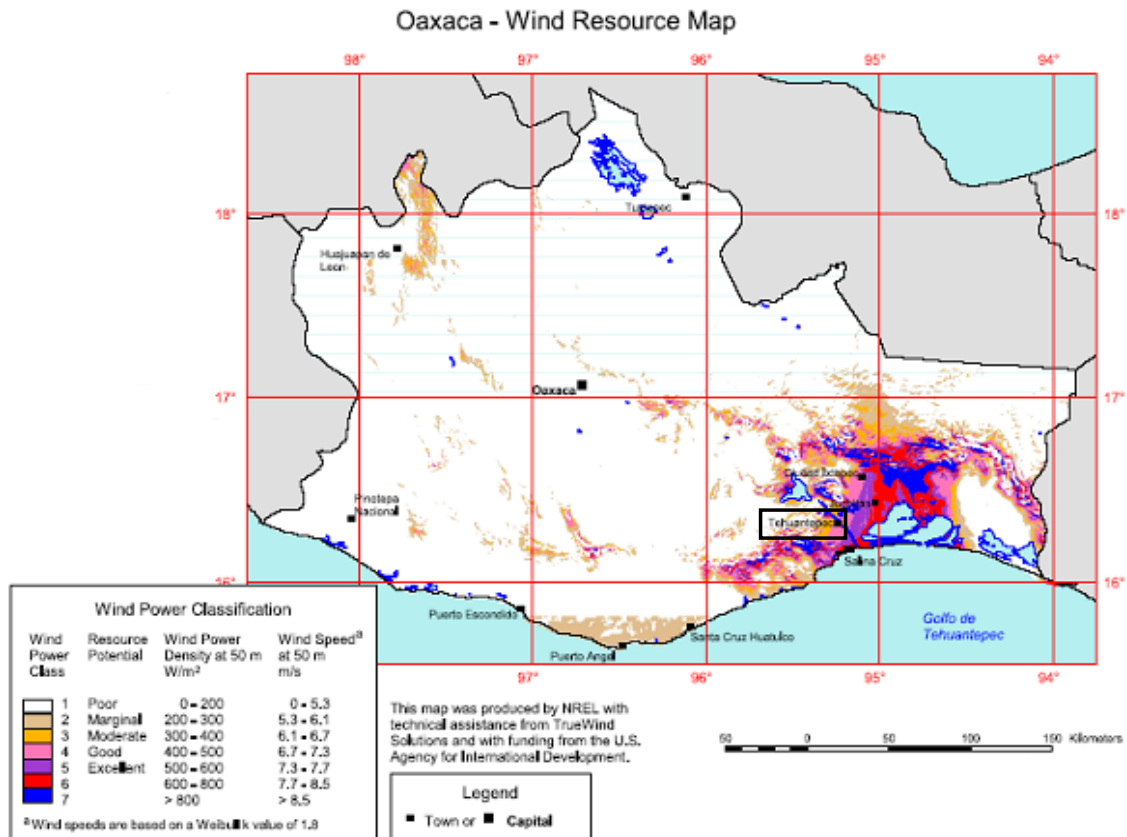 Oaxaca - Wind Resource Map
98° 97° 96° 95° 94°
18° 18°
Tuxtepec
Huajuapan de
Leon
17° 17°
Oaxaca
Ciudad Ixtepec
Pinotepa
Nacional
Tehuantepec
Salina Cruz
16° 16°
Puerto Escondido
Santa Cruz Huatulco
Puerto Angel
Golfo de
Tehuantepec
98° 97° 96° 95° 94°
Wind Power Classification
Wind Power Class Resource Potential Wind Power Density at 50 m W/m² Wind Speedᵃ at 50 m m/s
1 Poor 0 - 200 0 - 5.3
2 Marginal 200 - 300 5.3 - 6.1
3 Moderate 300 - 400 6.1 - 6.7
4 Good 400 - 500 6.7 - 7.3
5 Excellent 500 - 600 7.3 - 7.7
6 600 - 800 7.7 - 8.5
7 > 800 > 8.5
ᵃ Wind speeds are based on a Weibull k value of 1.8
This map was produced by NREL with
technical assistance from TrueWind
Solutions and with funding from the U.S.
Agency for International Development.
Legend
Town or Capital
50 0 50 100 150 Kilometers